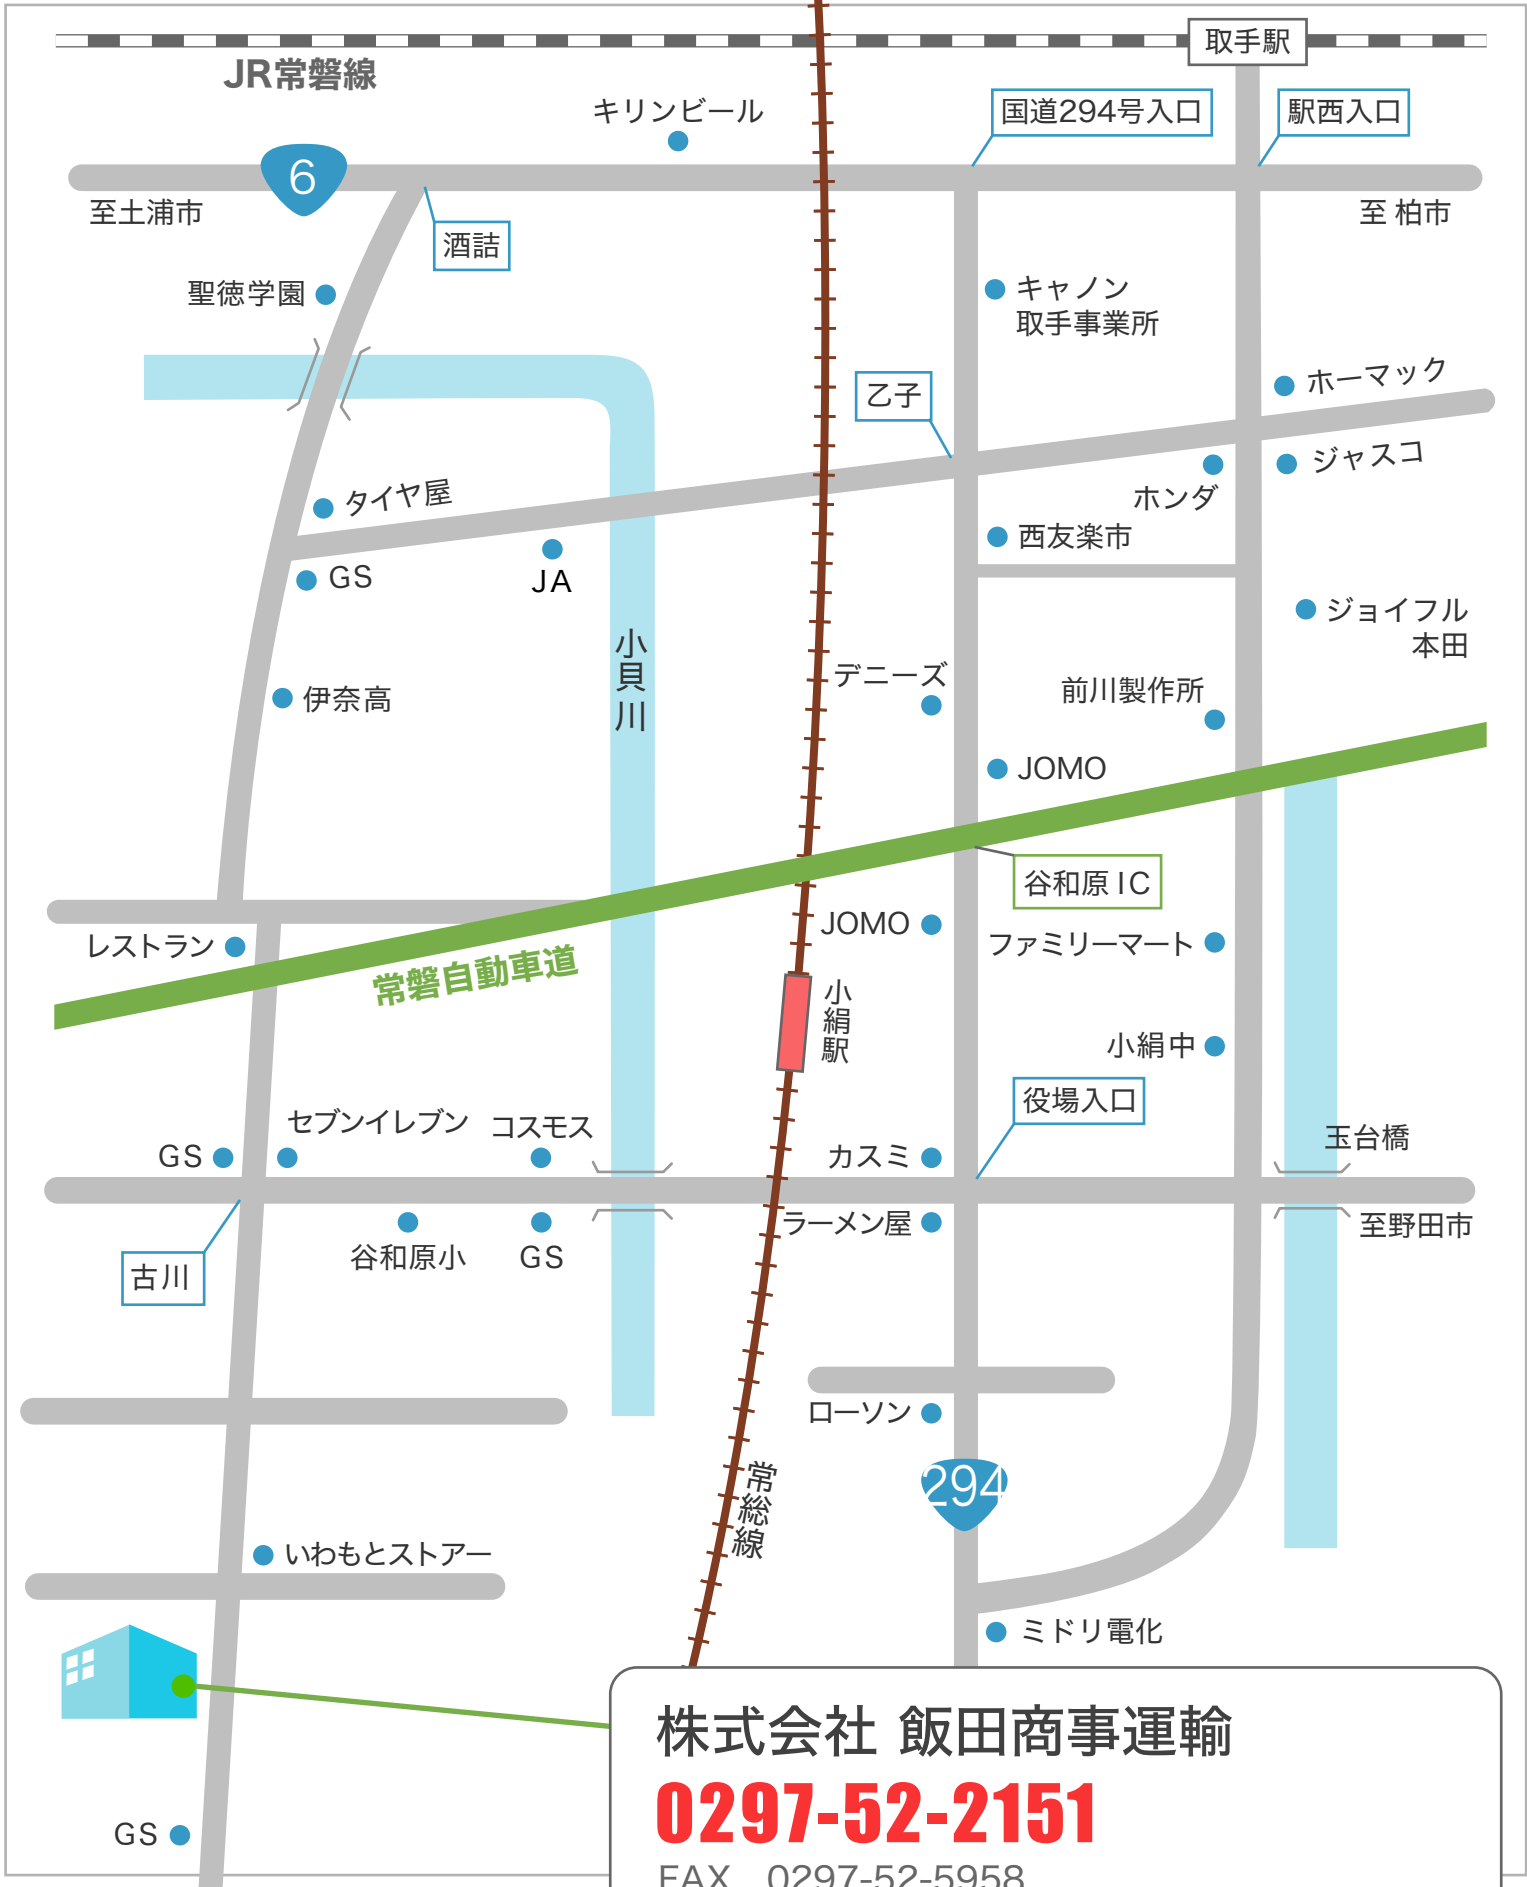 取手駅
JR常磐線
キリンビール
国道294号入口
駅西入口
6
至土浦市
至 柏市
酒詰
聖徳学園
キャノン
取手事業所
ホーマック
乙子
ジャスコ
タイヤ屋
ホンダ
西友楽市
GS
JA
ジョイフル
本田
小貝川
デニーズ
前川製作所
伊奈高
JOMO
谷和原IC
JOMO
ファミリーマート
レストラン
常磐自動車道
小絹駅
小絹中
役場入口
セブンイレブン
コスモス
玉台橋
GS
カスミ
ラーメン屋
至野田市
谷和原小
GS
古川
ローソン
294
常総線
いわもとストアー
ミドリ電化
株式会社 飯田商事運輸
0297-52-2151
GS
FAX 0297-52-5958